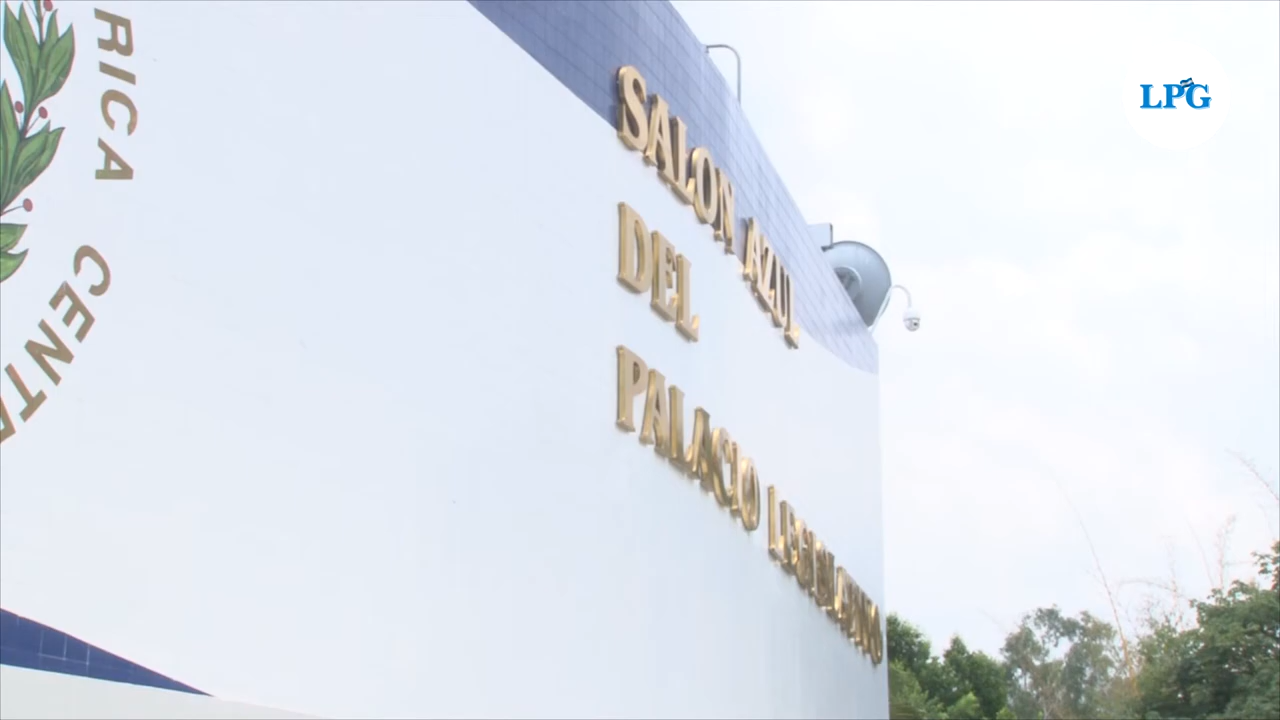 RICA CENT
SALON AZUL
DEL
PALACIO LEGISLATIVO
LPG